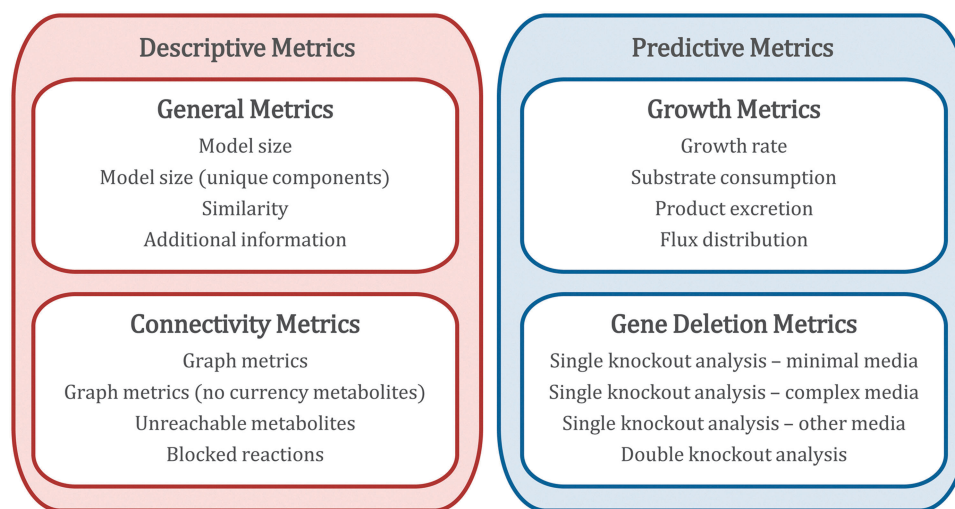 Descriptive Metrics
General Metrics
Model size
Model size (unique components)
Similarity
Additional information
Connectivity Metrics
Graph metrics
Graph metrics (no currency metabolites)
Unreachable metabolites
Blocked reactions
Predictive Metrics
Growth Metrics
Growth rate
Substrate consumption
Product excretion
Flux distribution
Gene Deletion Metrics
Single knockout analysis – minimal media
Single knockout analysis – complex media
Single knockout analysis – other media
Double knockout analysis